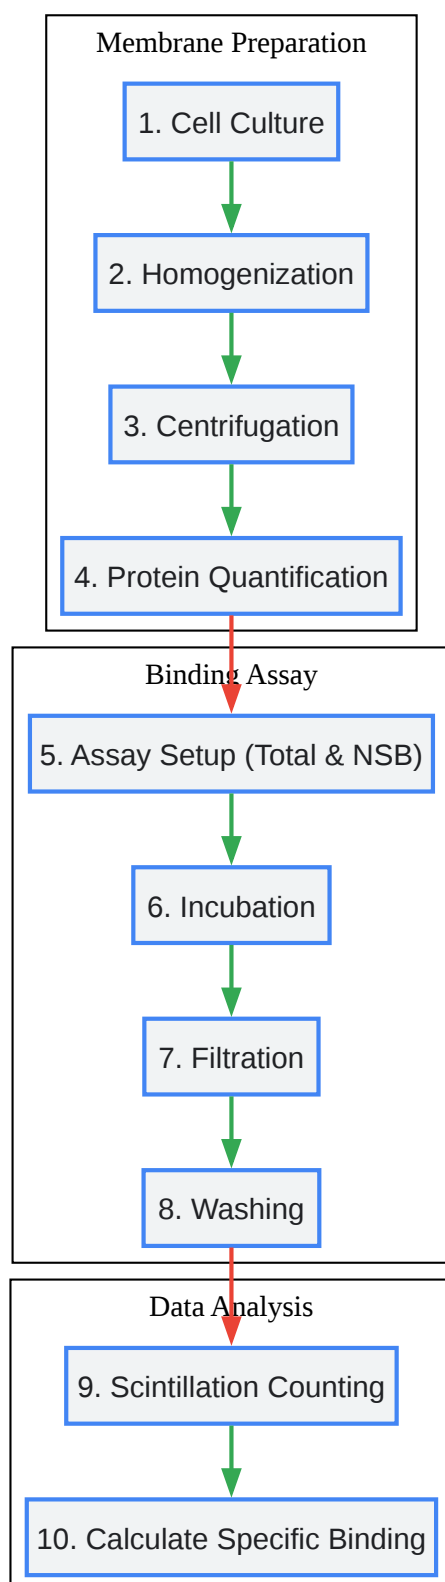 Membrane Preparation
1. Cell Culture
2. Homogenization
3. Centrifugation
4. Protein Quantification
Binding Assay
5. Assay Setup (Total & NSB)
6. Incubation
7. Filtration
8. Washing
Data Analysis
9. Scintillation Counting
10. Calculate Specific Binding